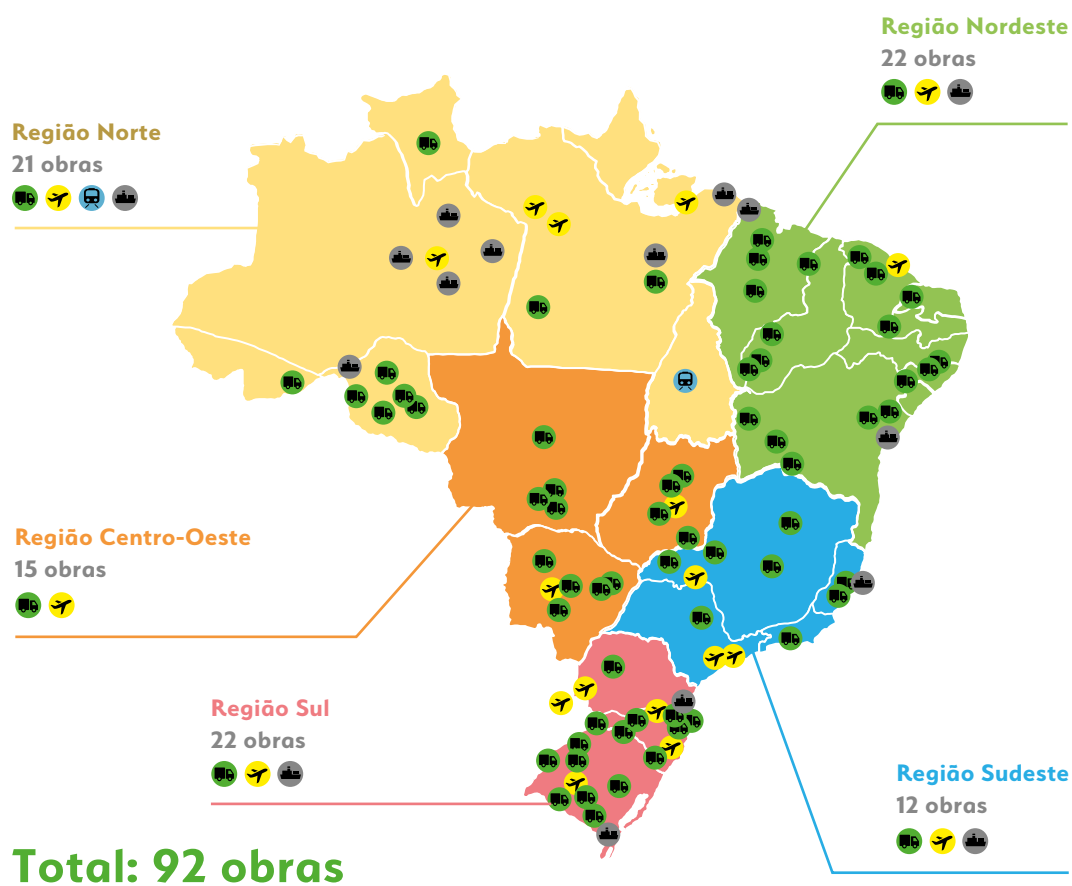 Região Nordeste
22 obras
Região Norte
21 obras
Região Centro-Oeste
15 obras
Região Sul
22 obras
Região Sudeste
12 obras
Total: 92 obras